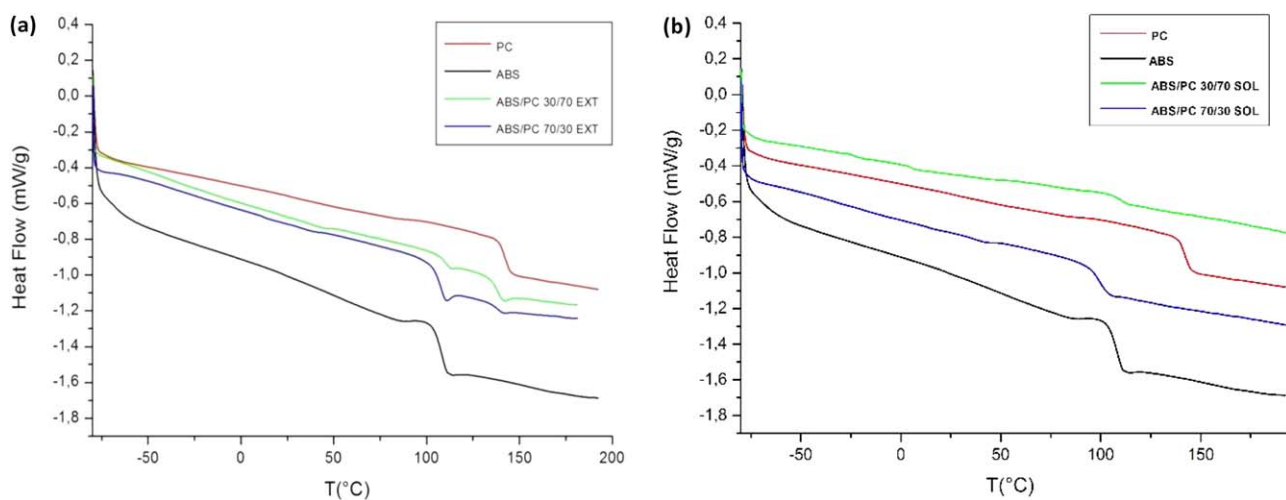 (a)
0,4
0,2
0,0
-0,2
-0,4
-0,6
-0,8
-1,0
-1,2
-1,4
-1,6
-1,8
Heat Flow (mW/g)
-50
0
50
100
150
200
T(°C)
PC
ABS
ABS/PC 30/70 EXT
ABS/PC 70/30 EXT
(b)
0,4
0,2
0,0
-0,2
-0,4
-0,6
-0,8
-1,0
-1,2
-1,4
-1,6
-1,8
Heat Flow (mW/g)
-50
0
50
100
150
T(°C)
PC
ABS
ABS/PC 30/70 SOL
ABS/PC 70/30 SOL